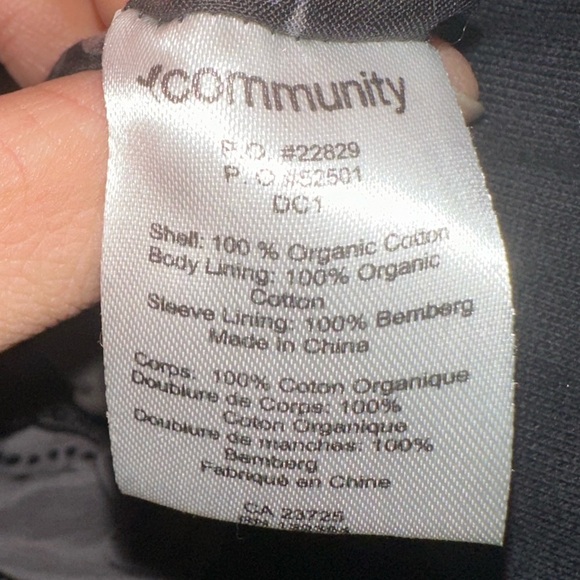 community
P.O. #22829
P.O #S2501
DC1
Shell: 100 % Organic Cotton
Body Lining: 100% Organic
Cotton
Sleeve Lining: 100% Bemberg
Made in China
Corps: 100% Coton Organique
Doublure de Corps: 100%
Coton Organique
Doublure de manches: 100%
Bemberg
Fabriqué en Chine
CA 23725